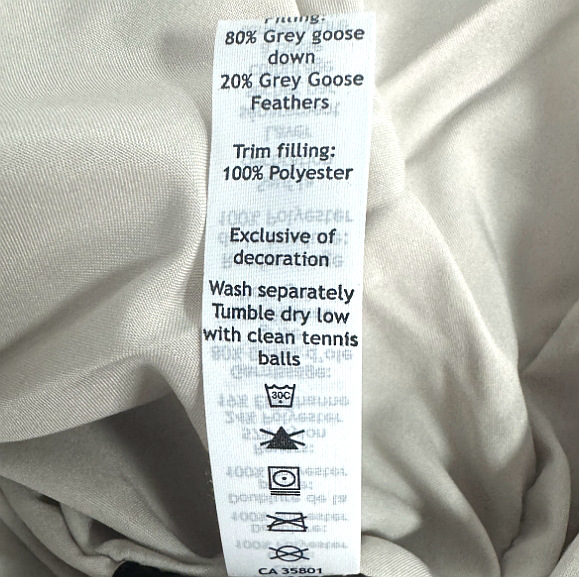 Filling:
80% Grey goose
down
20% Grey Goose
Feathers
Trim filling:
100% Polyester
Exclusive of
decoration
Wash separately
Tumble dry low
with clean tennis
balls
30C
CA 35801